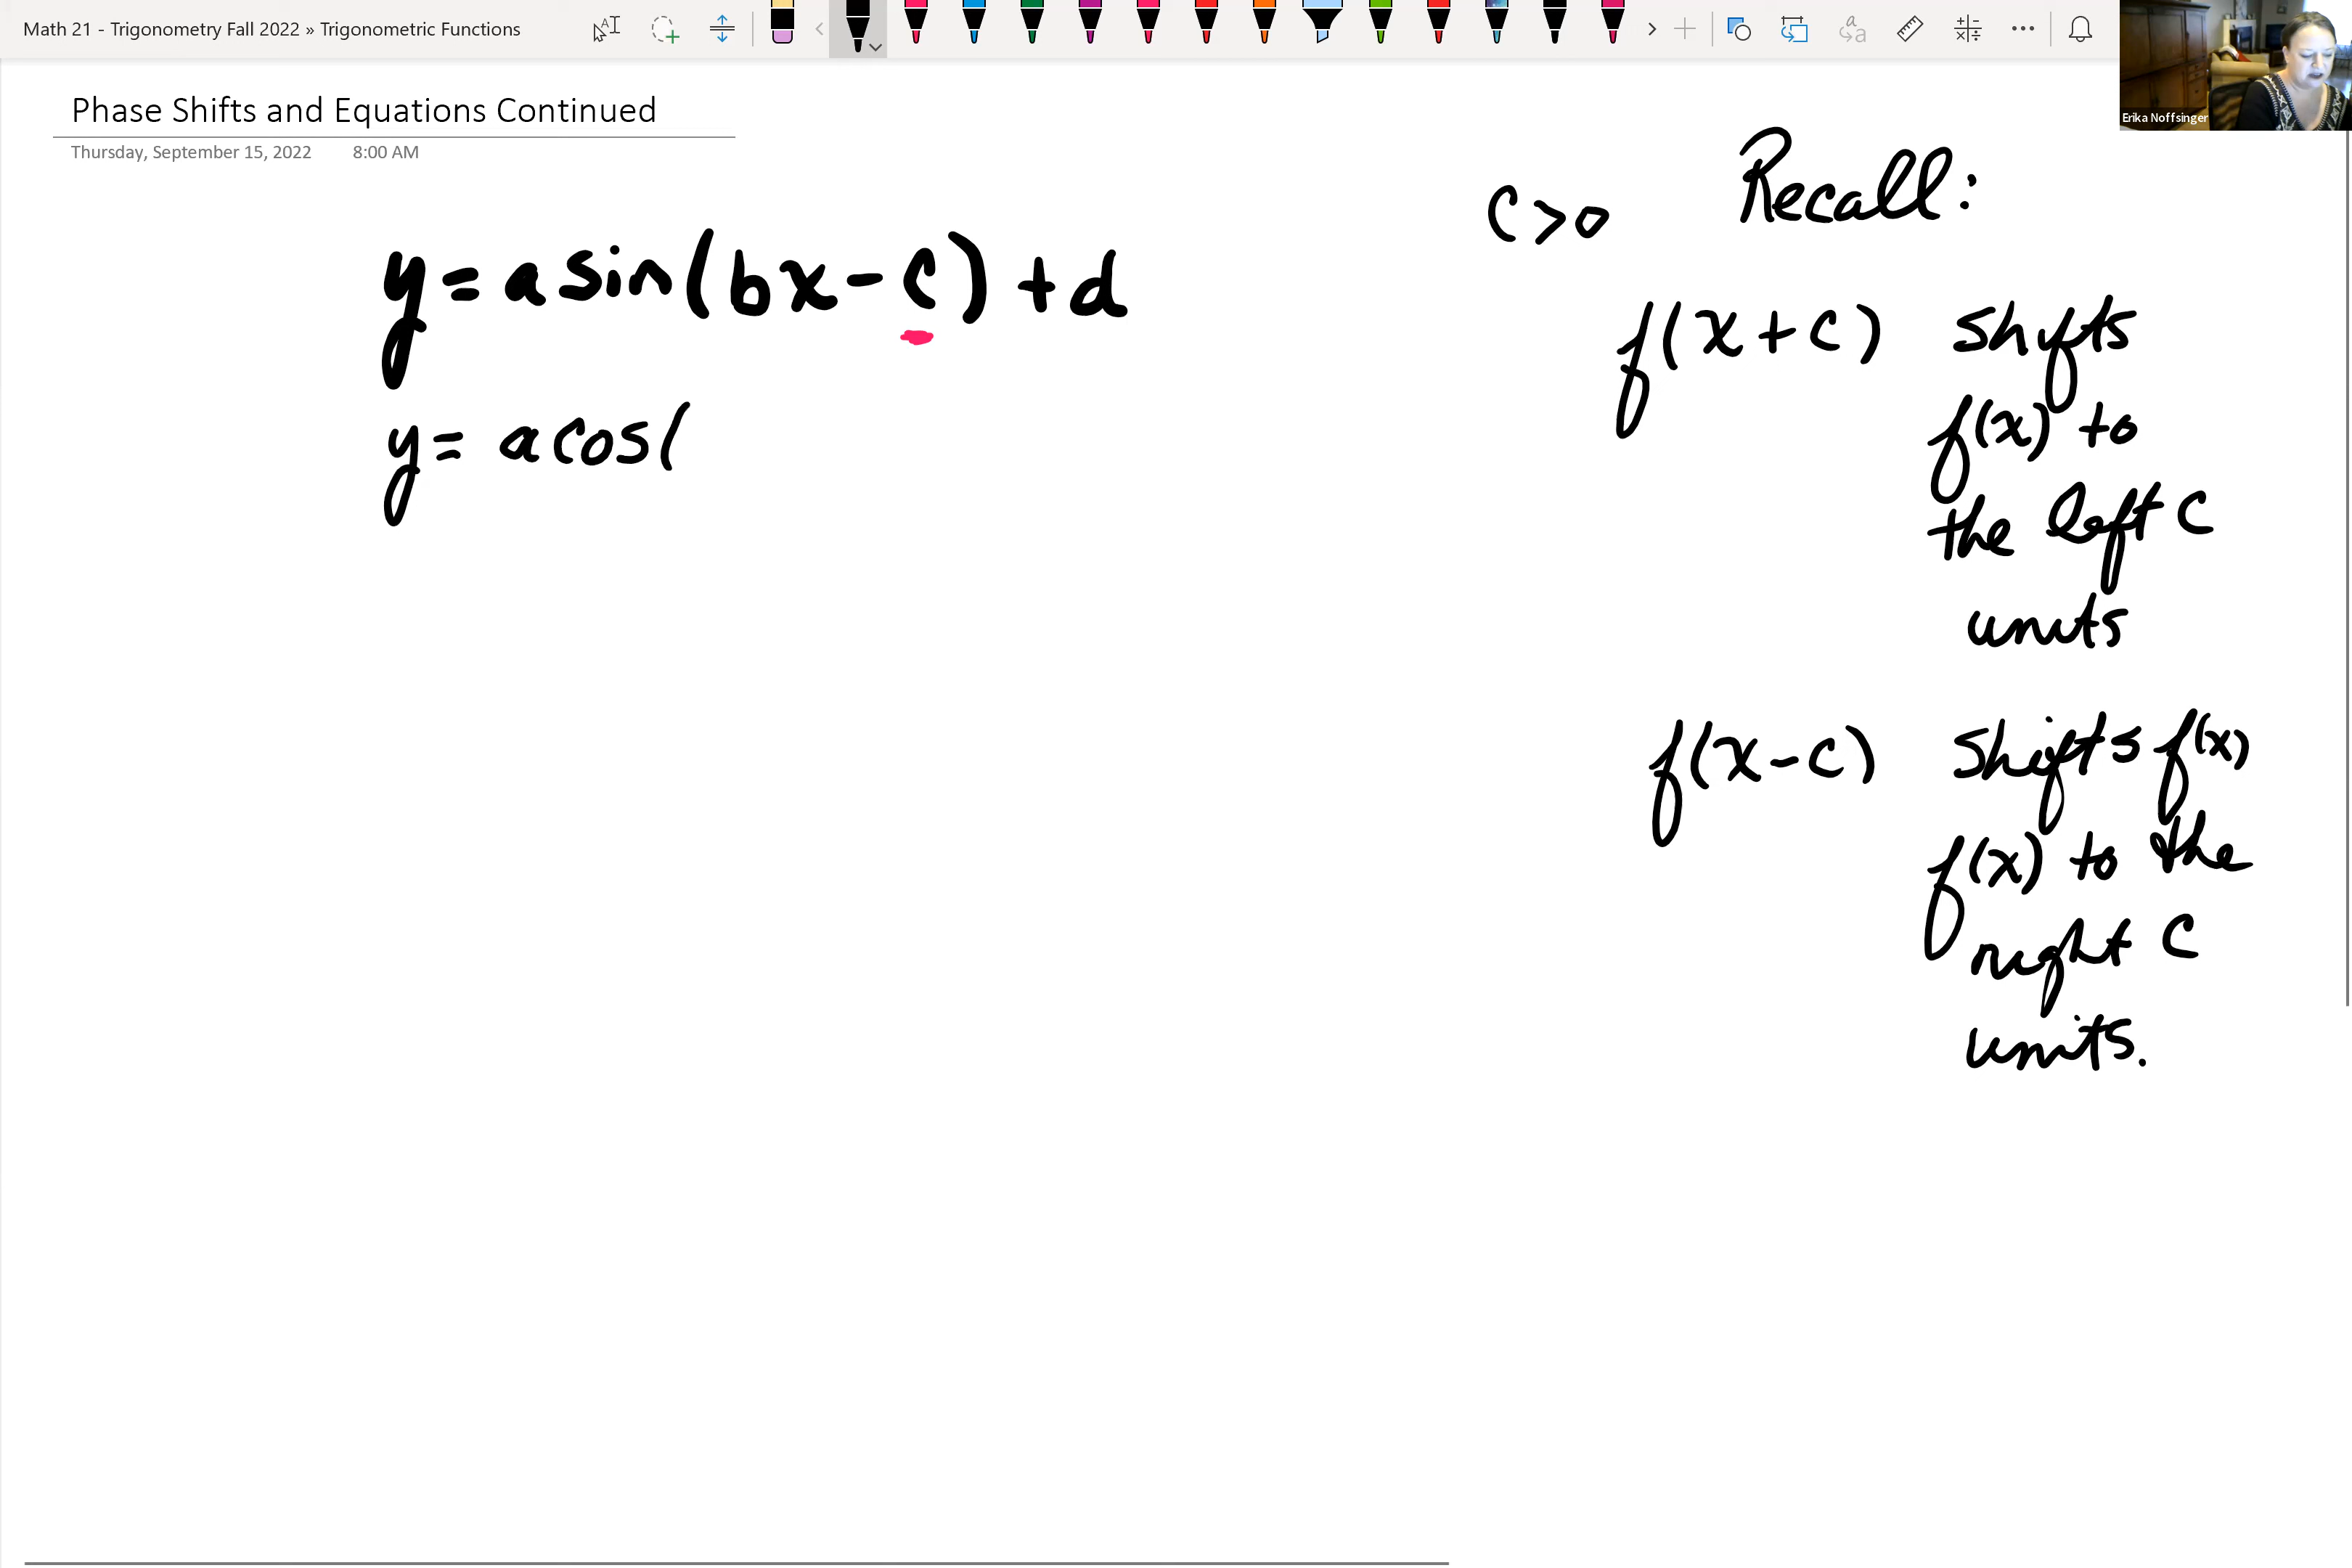 Math 21 - Trigonometry Fall 2022 » Trigonometric Functions
Erika Noffsinger
Phase Shifts and Equations Continued
Thursday, September 15, 2022 8:00 AM
y = a sin(bx - c) + d
y = a cos(
c > 0
Recall:
f(x + c) shifts
f(x) to
the left c
units
f(x - c) shifts f(x)
f(x) to the
right c
units.